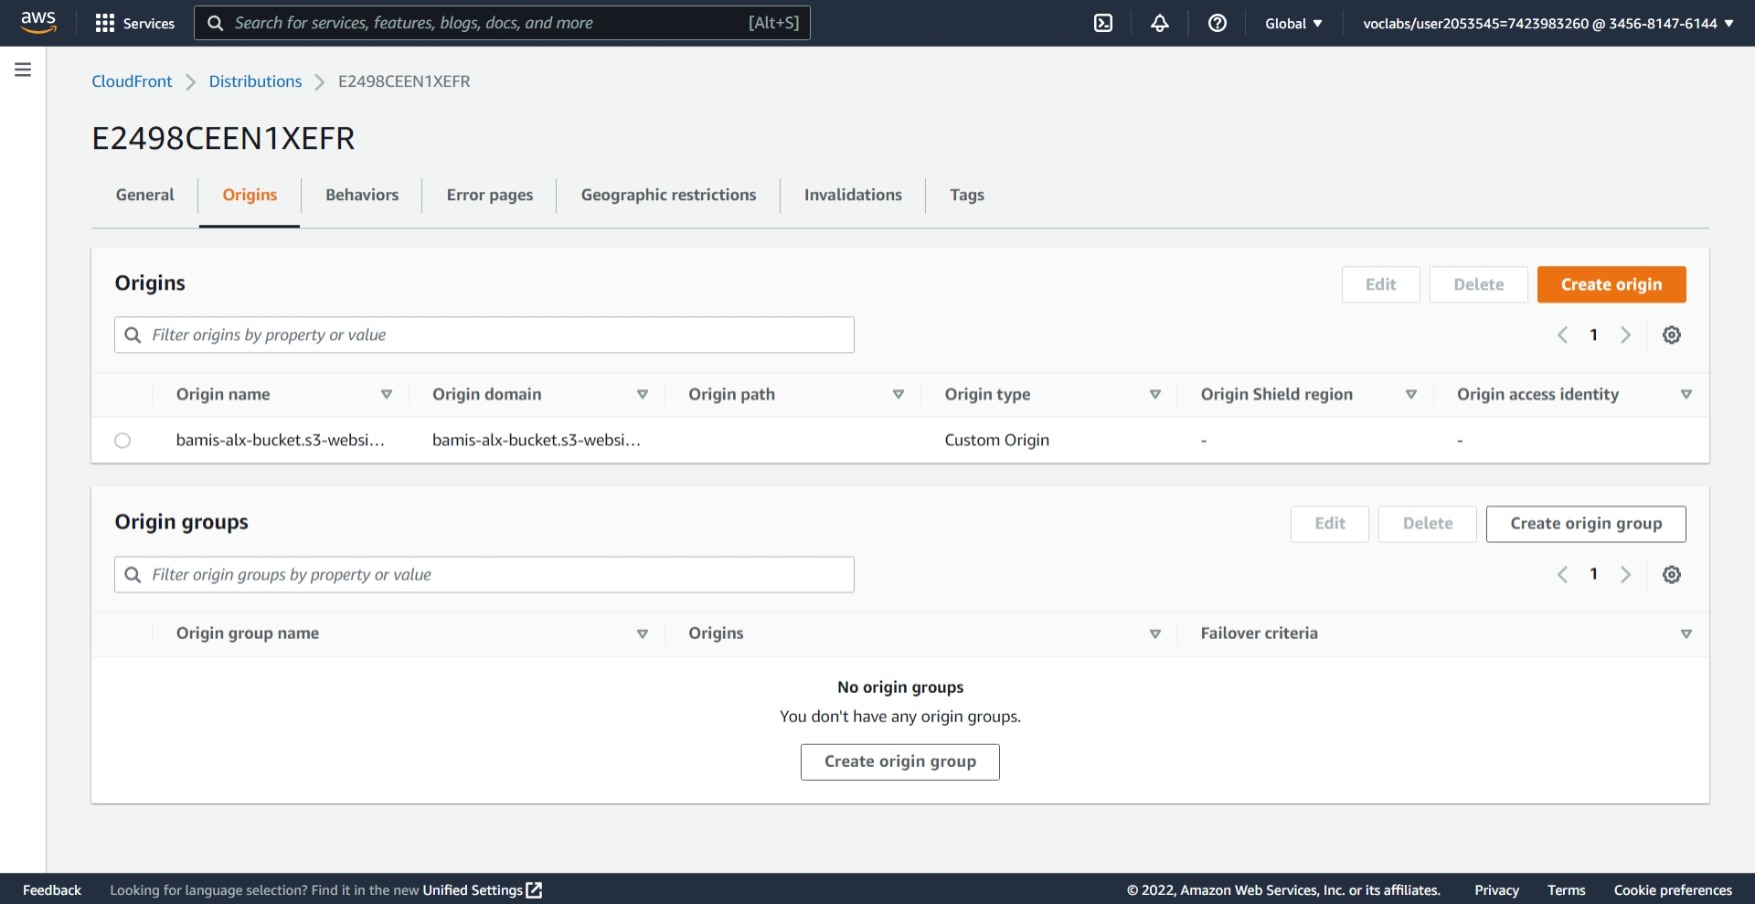 aws Services Search for services, features, blogs, docs, and more [Alt+S] Global voclabs/user2053545=7423983260 @ 3456-8147-6144
CloudFront Distributions E2498CEEN1XEFR
E2498CEEN1XEFR
General Origins Behaviors Error pages Geographic restrictions Invalidations Tags
Origins Edit Delete Create origin
Filter origins by property or value 1
Origin name Origin domain Origin path Origin type Origin Shield region Origin access identity
bamis-alx-bucket.s3-websi... bamis-alx-bucket.s3-websi... Custom Origin - -
Origin groups Edit Delete Create origin group
Filter origin groups by property or value 1
Origin group name Origins Failover criteria
No origin groups
You don't have any origin groups.
Create origin group
Feedback Looking for language selection? Find it in the new Unified Settings © 2022, Amazon Web Services, Inc. or its affiliates. Privacy Terms Cookie preferences